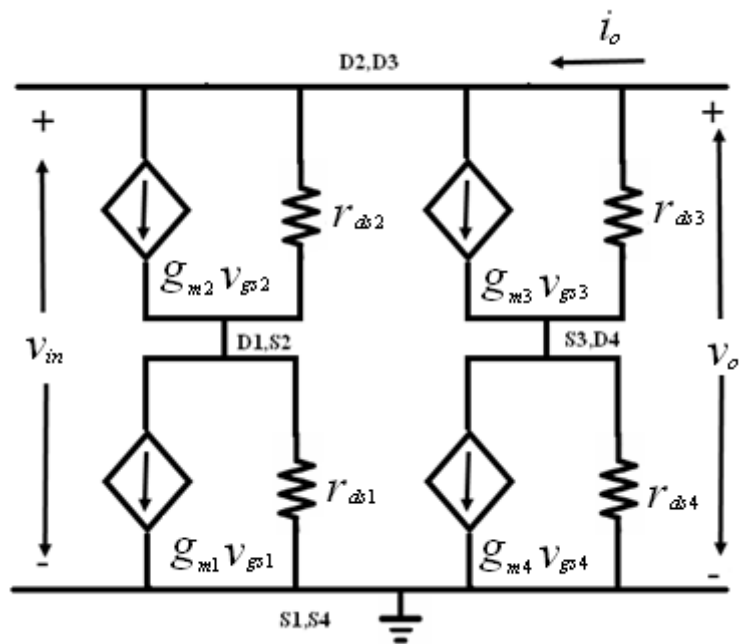 i_o
D2,D3
+ +
r_ds2 r_ds3
g_m2 v_gs2 g_m3 v_gs3
D1,S2 S3,D4
v_in v_o
r_ds1 r_ds4
g_m1 v_gs1 g_m4 v_gs4
- -
S1,S4